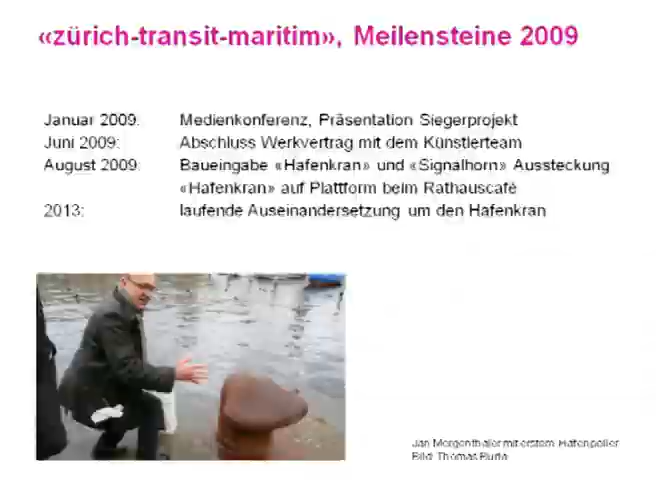 «zürich-transit-maritim», Meilensteine 2009
Januar 2009: Medienkonferenz, Präsentation Siegerprojekt
Juni 2009: Abschluss Werkvertrag mit dem Künstlerteam
August 2009: Baueingabe «Hafenkran» und «Signalhorn» Aussteckung
«Hafenkran» auf Plattform beim Rathauscafé
2013: laufende Auseinandersetzung um den Hafenkran
Jan Morgenthaler mit erstem Hafenpoller
Bild: Thomas